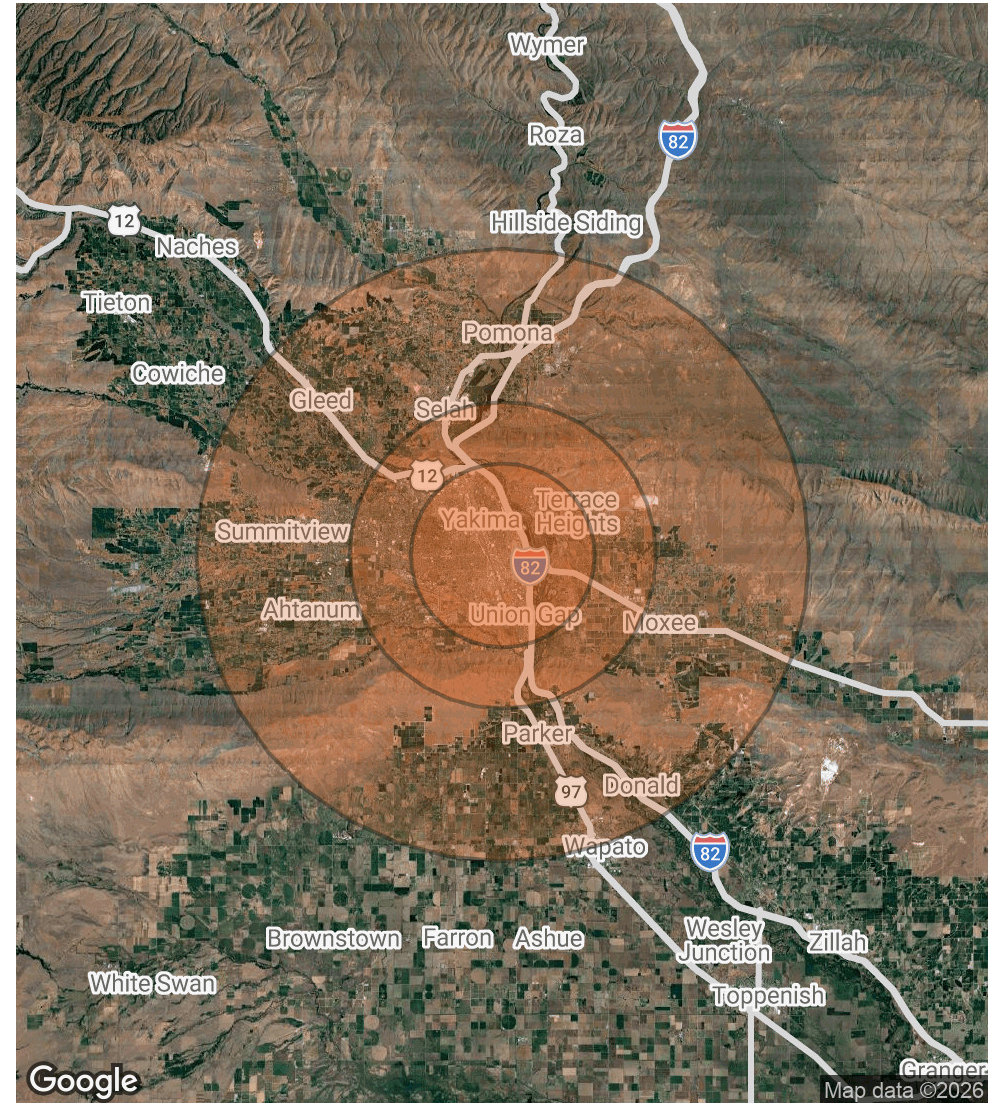 Wymer
Roza
82
Hillside Siding
12
Naches
Tieton
Pomona
Cowiche
Gleed
Selah
12
Terrace
Heights
Yakima
Summitview
82
Ahtanum
Union Gap
Moxee
Parker
Donald
97
Wapato
82
Brownstown
Farron
Ashue
Wesley
Junction
Zillah
White Swan
Toppenish
Granger
Google
Map data ©2026